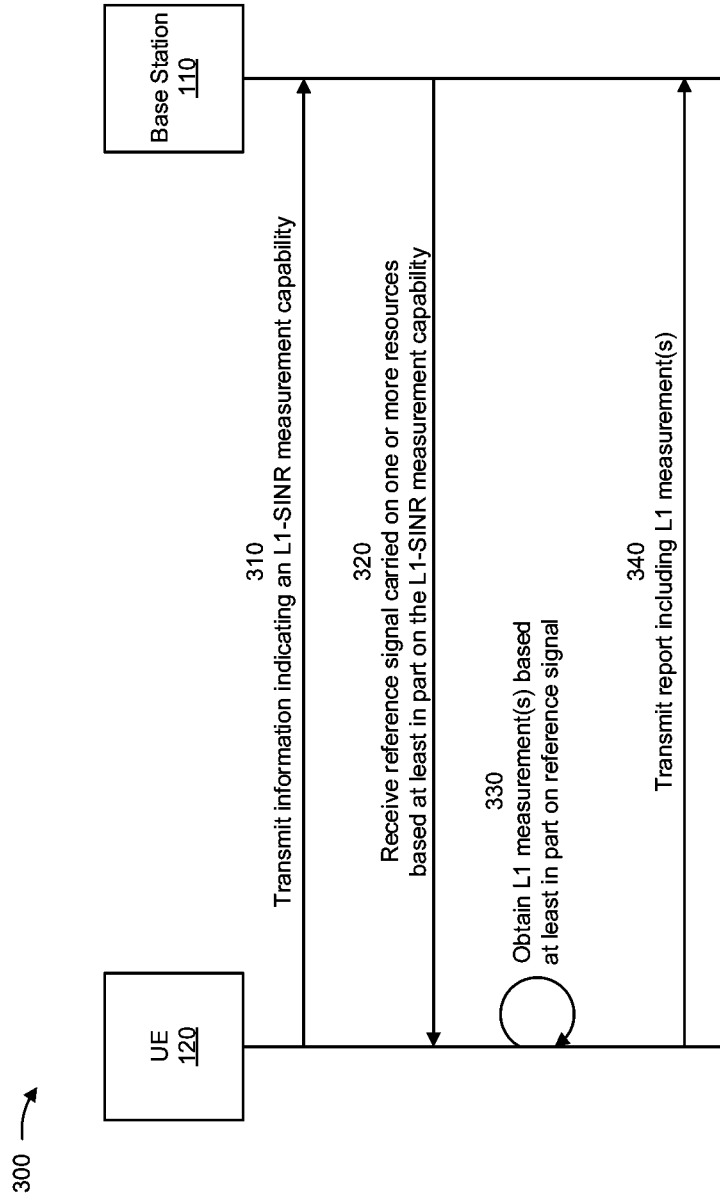 300
UE
120
Base Station
110
310
Transmit information indicating an L1-SINR measurement capability
320
Receive reference signal carried on one or more resources
based at least in part on the L1-SINR measurement capability
330
Obtain L1 measurement(s) based
at least in part on reference signal
340
Transmit report including L1 measurement(s)